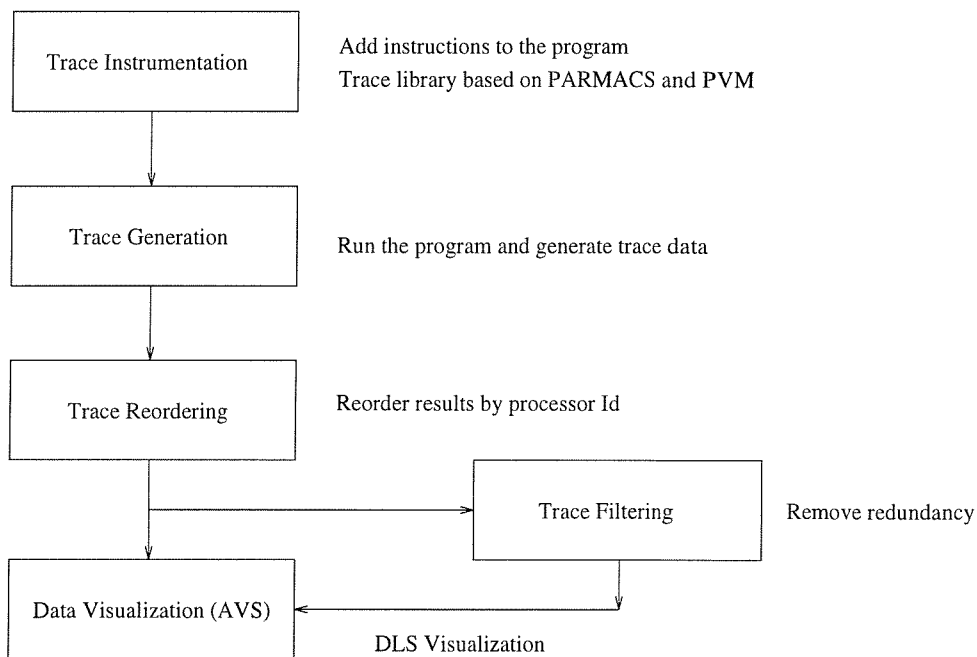 Trace Instrumentation
Add instructions to the program
Trace library based on PARMACS and PVM
Trace Generation
Run the program and generate trace data
Trace Reordering
Reorder results by processor Id
Trace Filtering
Remove redundancy
Data Visualization (AVS)
DLS Visualization